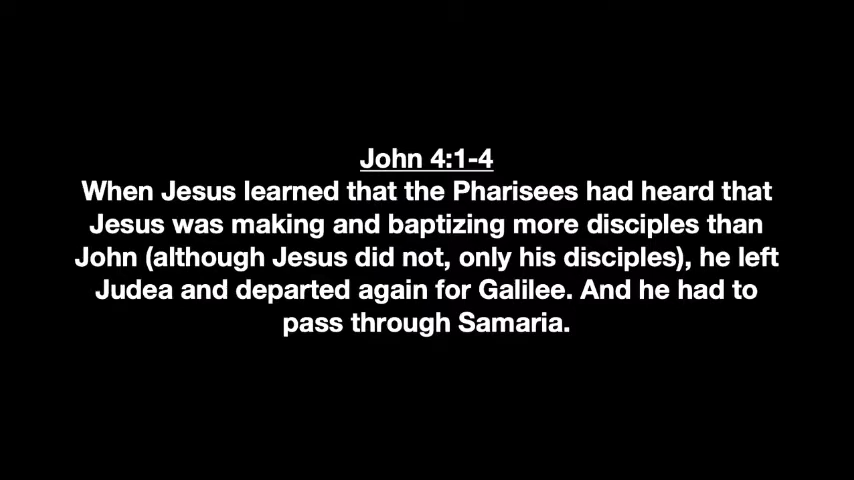 John 4:1-4
When Jesus learned that the Pharisees had heard that
Jesus was making and baptizing more disciples than
John (although Jesus did not, only his disciples), he left
Judea and departed again for Galilee. And he had to
pass through Samaria.